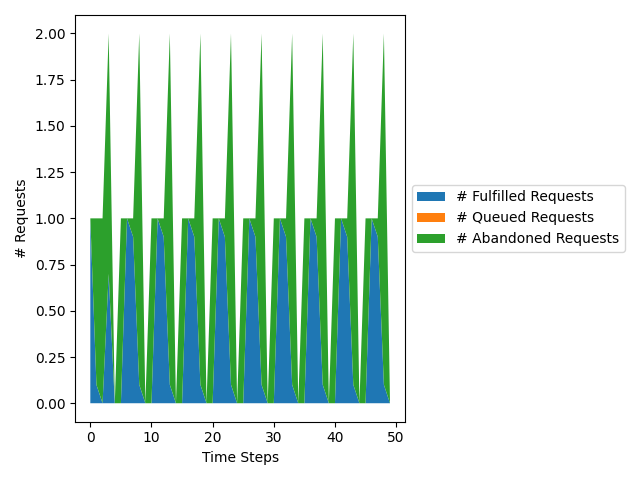 2.00
1.75
1.50
1.25
1.00
0.75
0.50
0.25
0.00
# Requests
0 10 20 30 40 50
Time Steps
# Fulfilled Requests
# Queued Requests
# Abandoned Requests